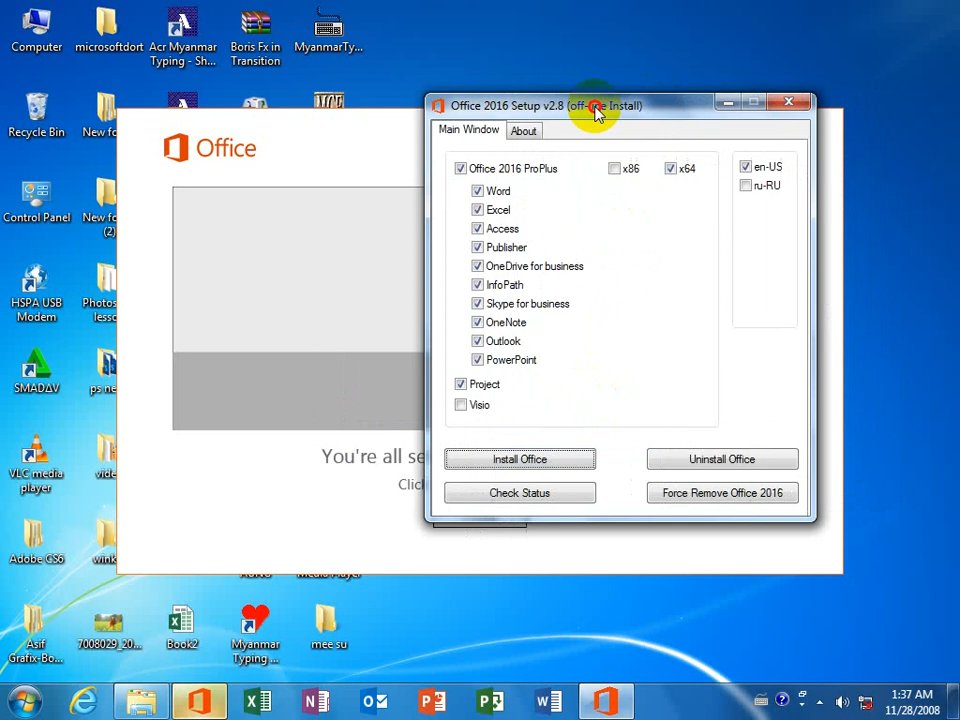 Computer
microsoftdort
Acr Myanmar
Typing - Sh...
Boris Fx in
Transition
MyanmarTy...
Recycle Bin
New fo
Control Panel
New fo
(2)
HSPA USB
Modem
Photos
lesso
SMADΔV
ps ne
VLC media
player
vide
Adobe CS6
wink
Media Player
Asif
Grafix-Bo...
7008029_20...
Book2
Myanmar
Typing ...
mee su
Office
You're all se
Clic
Office 2016 Setup v2.8 (off-line Install)
Main Window
About
Office 2016 ProPlus
x86
x64
en-US
ru-RU
Word
Excel
Access
Publisher
OneDrive for business
InfoPath
Skype for business
OneNote
Outlook
PowerPoint
Project
Visio
Install Office
Uninstall Office
Check Status
Force Remove Office 2016
1:37 AM
11/28/2008